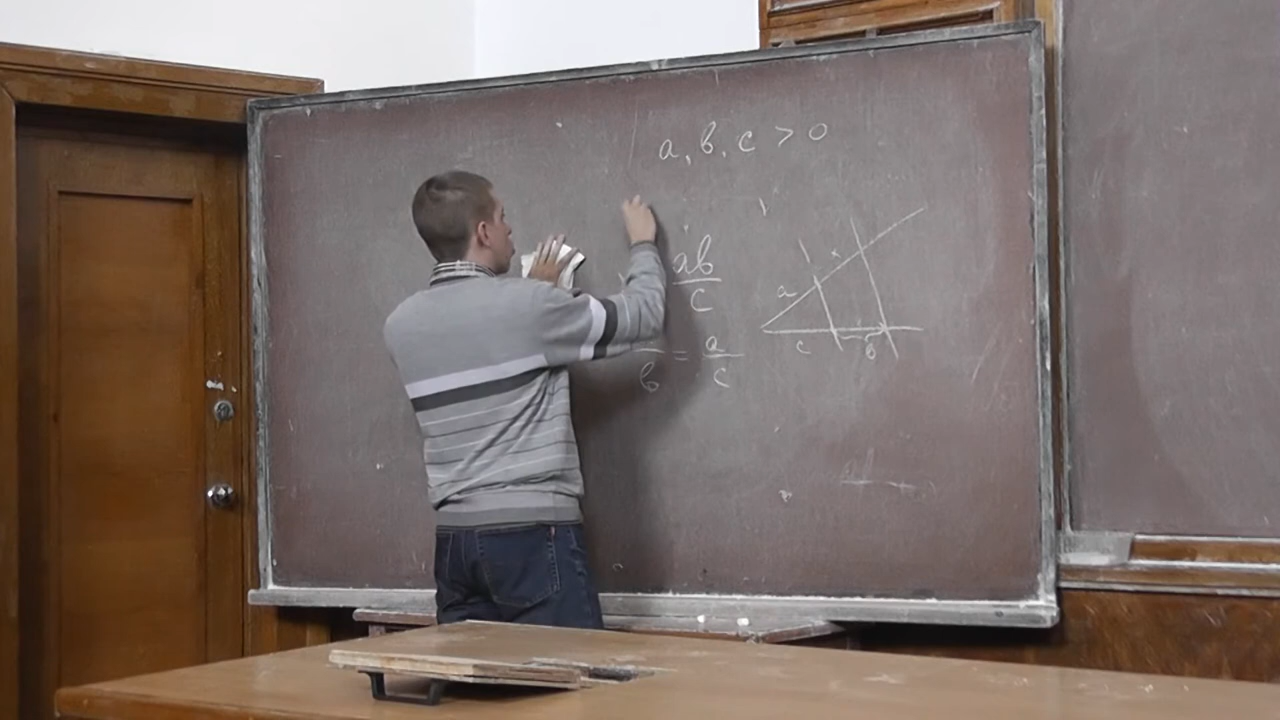 a, b, c > 0
ab/c
/b = a/c
a
x
c
b